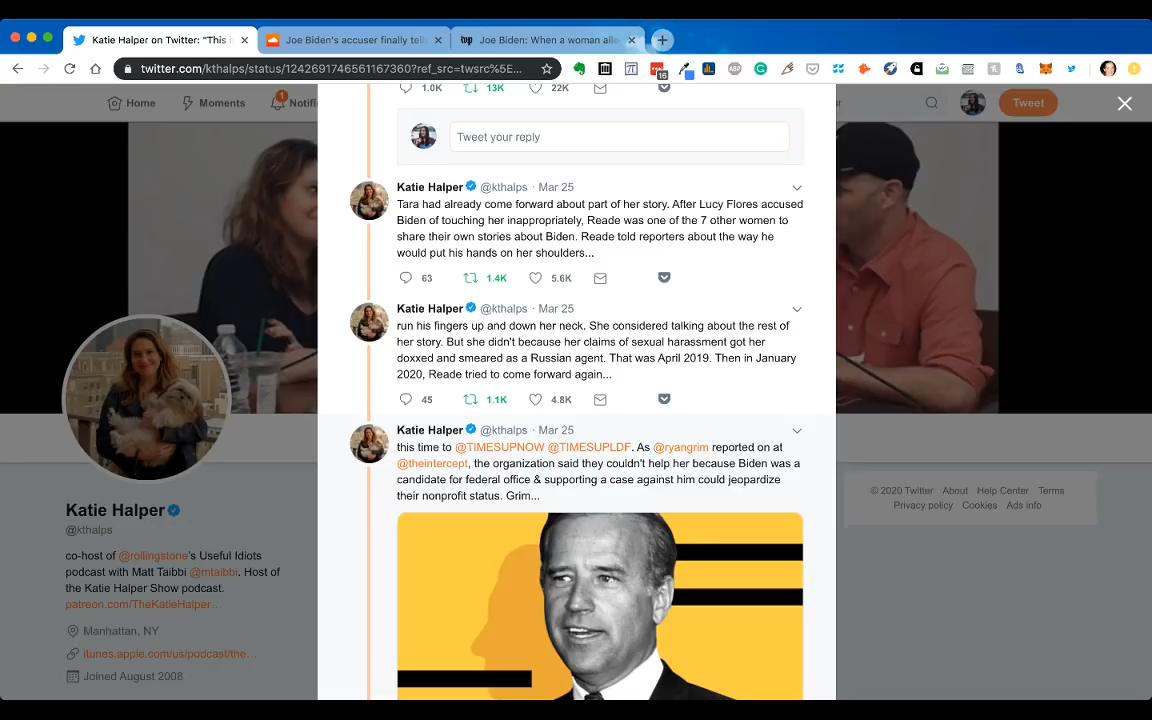 Katie Halper on Twitter: "This i
Joe Biden's accuser finally tell
Joe Biden: When a woman alle
twitter.com/kthalps/status/1242691746561167360?ref_src=twsrc%5E...
16
Home
Moments
1
Notifi
Tweet
1.0K 13K 22K
Tweet your reply
Katie Halper @kthalps · Mar 25
Tara had already come forward about part of her story. After Lucy Flores accused
Biden of touching her inappropriately, Reade was one of the 7 other women to
share their own stories about Biden. Reade told reporters about the way he
would put his hands on her shoulders...
63 1.4K 5.6K
Katie Halper @kthalps · Mar 25
run his fingers up and down her neck. She considered talking about the rest of
her story. But she didn't because her claims of sexual harassment got her
doxxed and smeared as a Russian agent. That was April 2019. Then in January
2020, Reade tried to come forward again...
45 1.1K 4.8K
Katie Halper @kthalps · Mar 25
this time to @TIMESUPNOW @TIMESUPLDF. As @ryangrim reported on at
@theintercept, the organization said they couldn't help her because Biden was a
candidate for federal office & supporting a case against him could jeopardize
their nonprofit status. Grim...
Katie Halper
@kthalps
co-host of @rollingstone's Useful Idiots
podcast with Matt Taibbi @mtaibbi. Host of
the Katie Halper Show podcast.
patreon.com/TheKatieHalper...
Manhattan, NY
itunes.apple.com/us/podcast/the...
Joined August 2008
© 2020 Twitter About Help Center Terms
Privacy policy Cookies Ads info